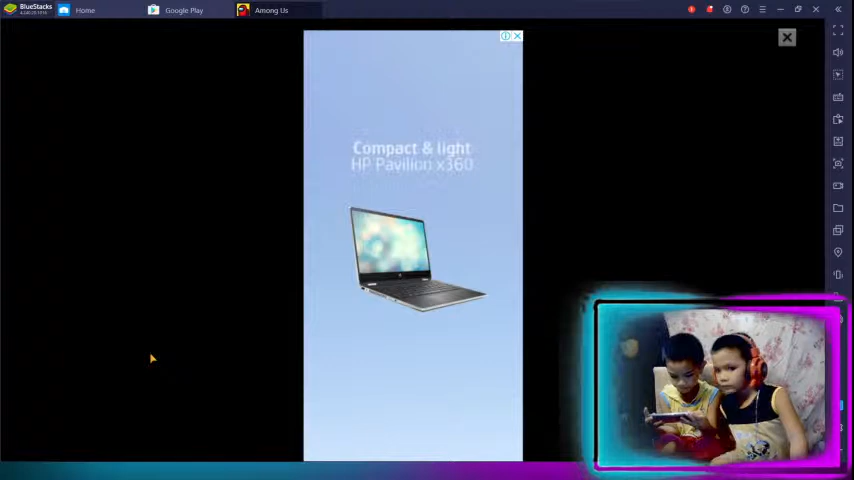 BlueStacks
Home
Google Play
Among Us
Compact & light
HP Pavilion x360